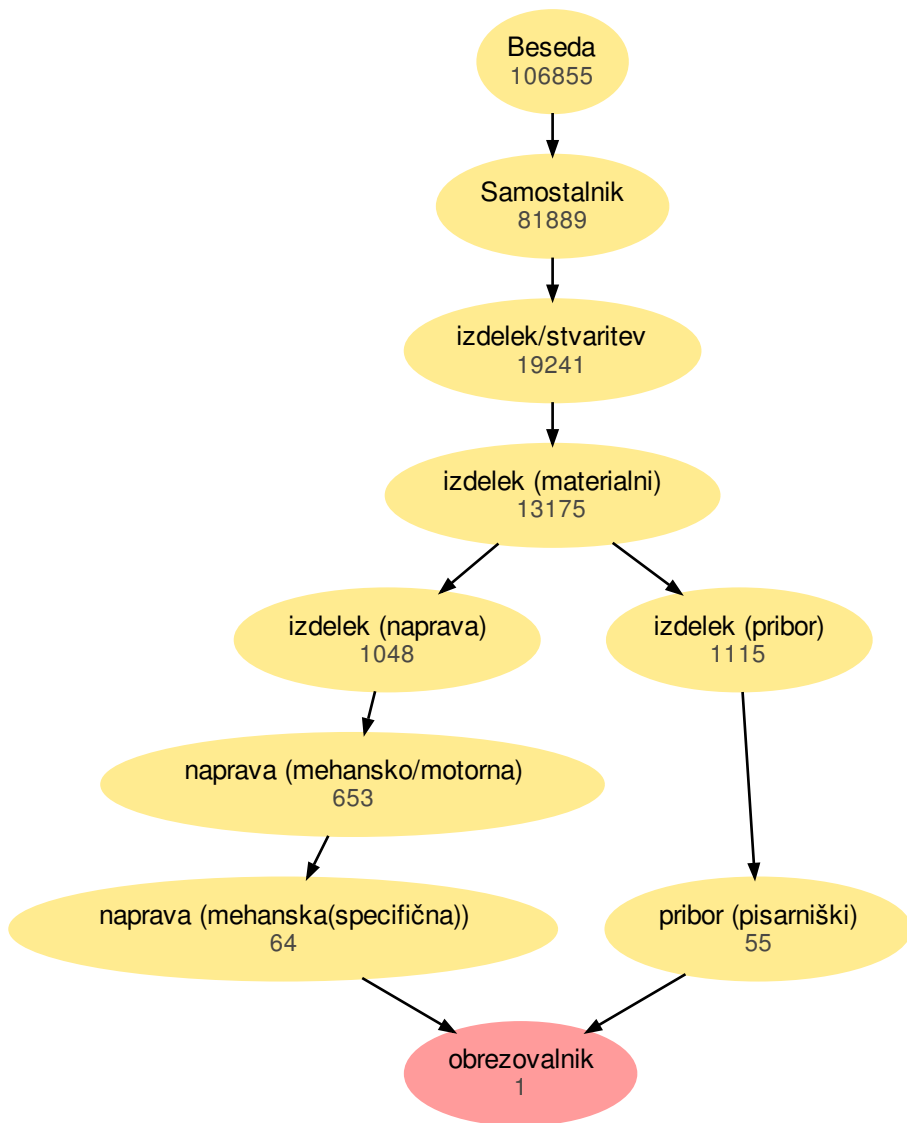 Beseda
106855
Samostalnik
81889
izdelek/stvaritev
19241
izdelek (materialni)
13175
izdelek (naprava)
1048
izdelek (pribor)
1115
naprava (mehansko/motorna)
653
naprava (mehanska(specifična))
64
pribor (pisarniški)
55
obrezovalnik
1